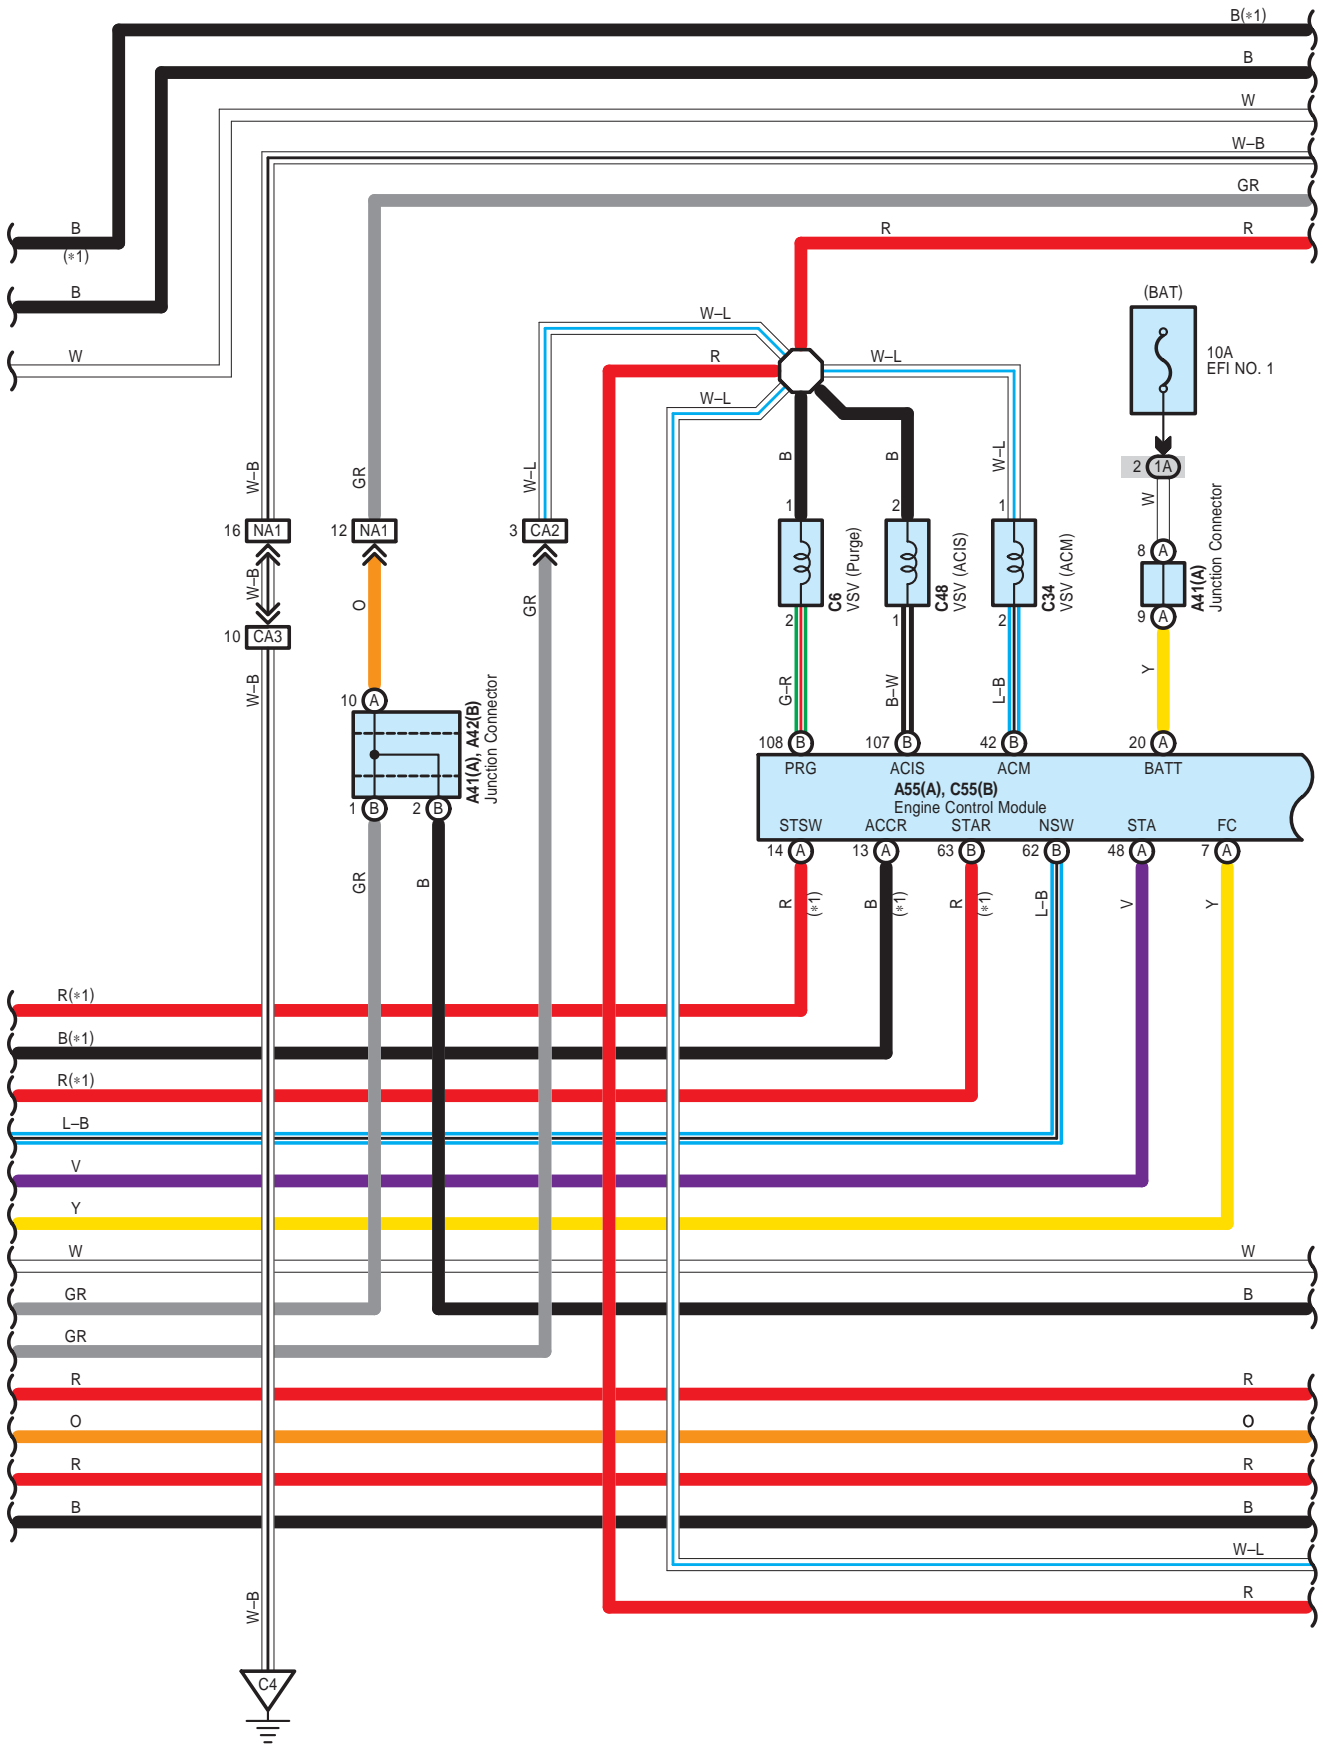 B(*1)
B
W
W–B
GR
B
(*1)
R
R
B
(BAT)
W–L
W
R
W–L
10A
EFI NO. 1
W–L
W–B
GR
W–L
B
B
W–L
2 1A
W
1
2
1
16 NA1
12 NA1
3 CA2
8 A
A41(A)
Junction Connector
W–B
O
GR
C6
VSV (Purge)
C48
VSV (ACIS)
C34
VSV (ACM)
2
1
2
9 A
10 CA3
W–B
G–R
B–W
L–B
Y
10 A
A41(A), A42(B)
Junction Connector
108 B
107 B
42 B
20 A
PRG
ACIS
ACM
BATT
A55(A), C55(B)
Engine Control Module
1 B
2 B
STSW
ACCR
STAR
NSW
STA
FC
14 A
13 A
63 B
62 B
48 A
7 A
GR
B
R
(*1)
B
(*1)
R
(*1)
L–B
V
Y
R(*1)
B(*1)
R(*1)
L–B
V
Y
W
W
GR
B
GR
R
R
O
O
R
R
B
B
W–L
W–B
R
C4